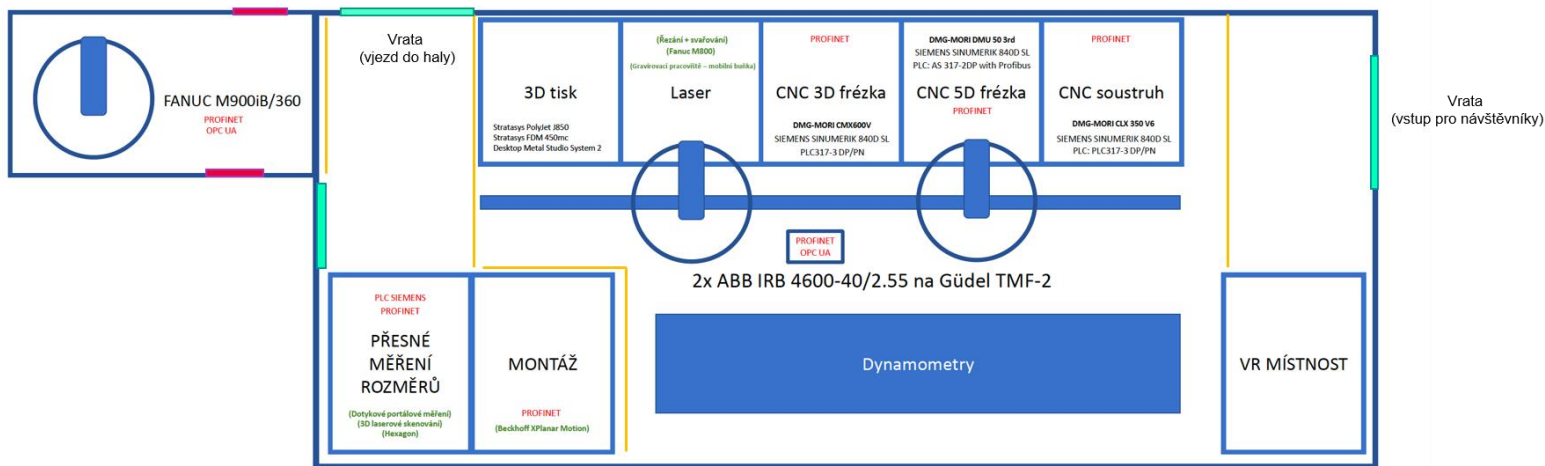 FANUC M900iB/360
PROFINET
OPC UA
Vrata
(vjezd do haly)
3D tisk
Stratasys PolyJet J850
Stratasys FDM 450mc
Desktop Metal Studio System 2
(Řezání + svařování)
(Fanuc M800)
(Gravírovací pracoviště – mobilní buňka)
Laser
PROFINET
CNC 3D frézka
DMG-MORI CMX600V
SIEMENS SINUMERIK 840D SL
PLC317-3 DP/PN
DMG-MORI DMU 50 3rd
SIEMENS SINUMERIK 840D SL
PLC: AS 317-2DP with Profibus
CNC 5D frézka
PROFINET
PROFINET
CNC soustruh
DMG-MORI CLX 350 V6
SIEMENS SINUMERIK 840D SL
PLC: PLC317-3 DP/PN
Vrata
(vstup pro návštěvníky)
PROFINET
OPC UA
2x ABB IRB 4600-40/2.55 na Güdel TMF-2
PLC SIEMENS
PROFINET
PŘESNÉ
MĚŘENÍ
ROZMĚRŮ
(Dotykové portálové měření)
(3D laserové skenování)
(Hexagon)
MONTÁŽ
PROFINET
(Beckhoff XPlanar Motion)
Dynamometry
VR MÍSTNOST